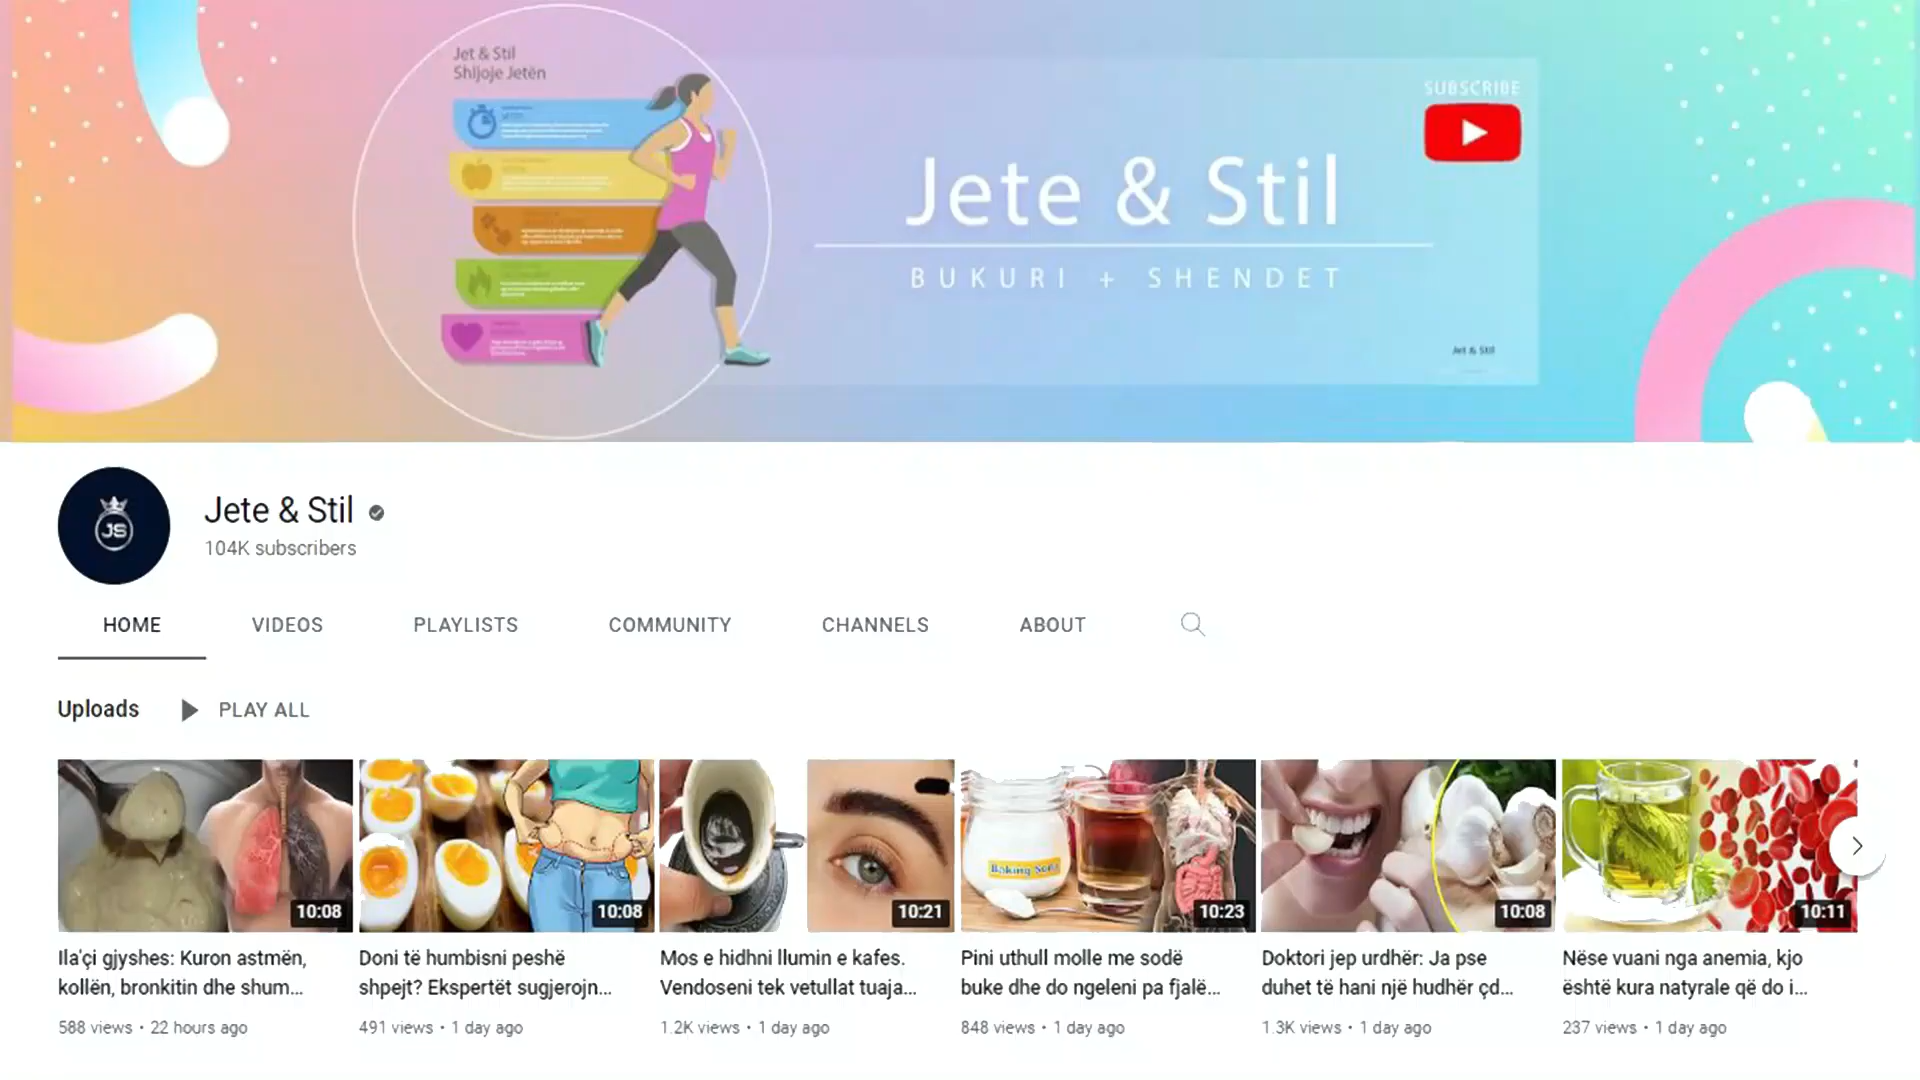 Jet & Stil
Shijoje Jetën
SUBSCRIBE
Jete & Stil
BUKURI + SHENDET
Jet & Stil
JS
Jete & Stil
104K subscribers
HOME VIDEOS PLAYLISTS COMMUNITY CHANNELS ABOUT
Uploads PLAY ALL
Baking Soda
10:08 10:08 10:21 10:23 10:08 10:11
Ila'çi gjyshes: Kuron astmën,
kollën, bronkitin dhe shum...
588 views • 22 hours ago
Doni të humbisni peshë
shpejt? Ekspertët sugjerojn...
491 views • 1 day ago
Mos e hidhni llumin e kafes.
Vendoseni tek vetullat tuaja...
1.2K views • 1 day ago
Pini uthull molle me sodë
buke dhe do ngeleni pa fjalë...
848 views • 1 day ago
Doktori jep urdhër: Ja pse
duhet të hani një hudhër çd...
1.3K views • 1 day ago
Nëse vuani nga anemia, kjo
është kura natyrale që do i...
237 views • 1 day ago